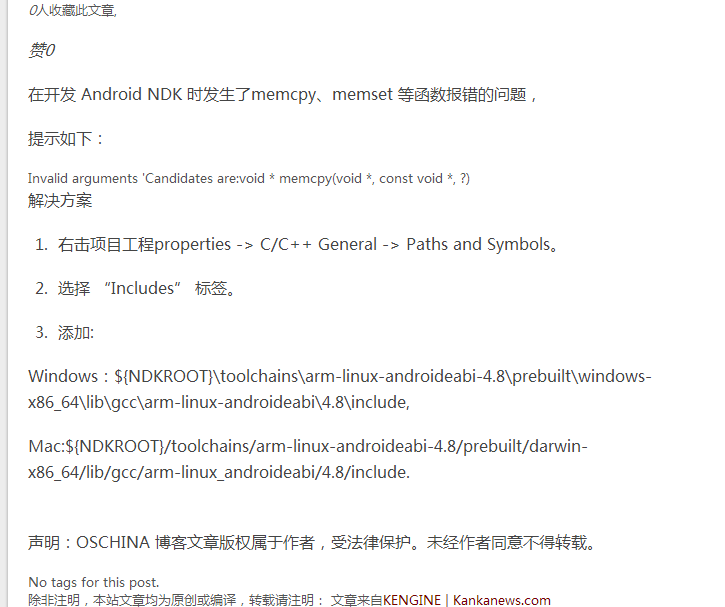 0人收藏此文章,
赞0
在开发 Android NDK 时发生了memcpy、memset 等函数报错的问题，
提示如下：
Invalid arguments 'Candidates are:void * memcpy(void *, const void *, ?)
解决方案
1. 右击项目工程properties -> C/C++ General -> Paths and Symbols。
2. 选择 “Includes” 标签。
3. 添加:
Windows：${NDKROOT}\toolchains\arm-linux-androideabi-4.8\prebuilt\windows-
x86_64\lib\gcc\arm-linux-androideabi\4.8\include,
Mac:${NDKROOT}/toolchains/arm-linux-androideabi-4.8/prebuilt/darwin-
x86_64/lib/gcc/arm-linux_androideabi/4.8/include.
声明：OSCHINA 博客文章版权属于作者，受法律保护。未经作者同意不得转载。
No tags for this post.
除非注明，本站文章均为原创或编译，转载请注明： 文章来自KENGINE | Kankanews.com